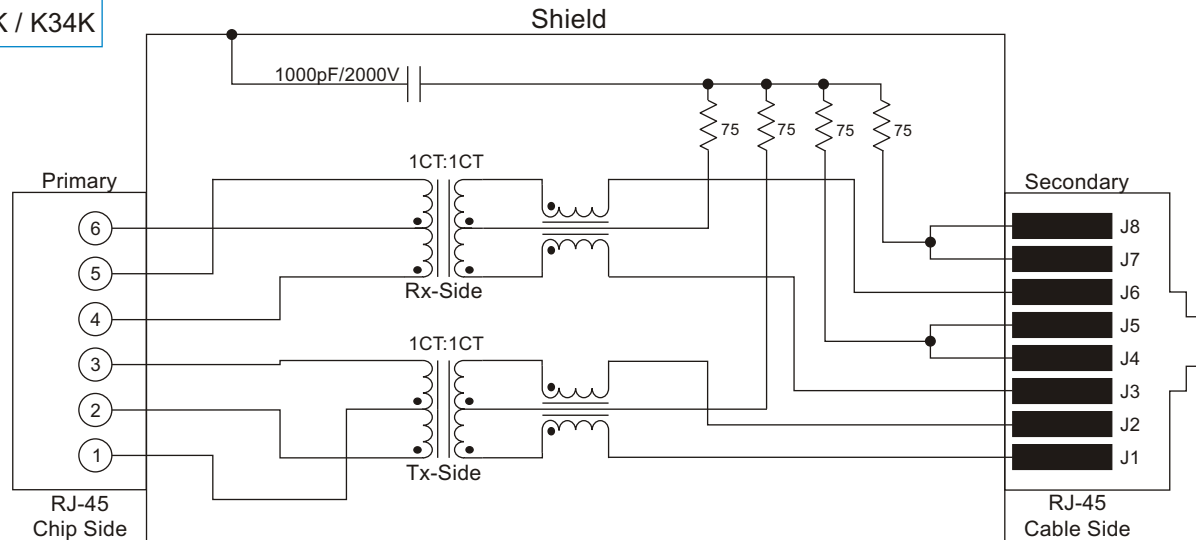 K / K34K
Shield
1000pF/2000V
75
75
75
75
1CT:1CT
Primary
Secondary
6
5
4
3
2
1
Rx-Side
1CT:1CT
Tx-Side
J8
J7
J6
J5
J4
J3
J2
J1
RJ-45
Chip Side
RJ-45
Cable Side